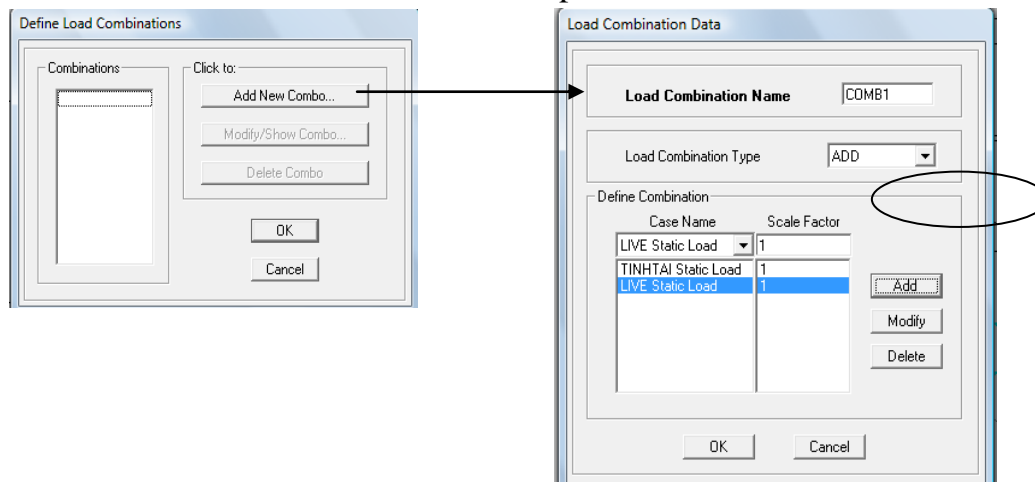 Define Load Combinations
Combinations
Click to:
Add New Combo...
Modify/Show Combo...
Delete Combo
OK
Cancel
Load Combination Data
Load Combination Name COMB1
Load Combination Type ADD
Define Combination
Case Name Scale Factor
LIVE Static Load 1
TINHTAI Static Load 1
LIVE Static Load 1
Add
Modify
Delete
OK Cancel